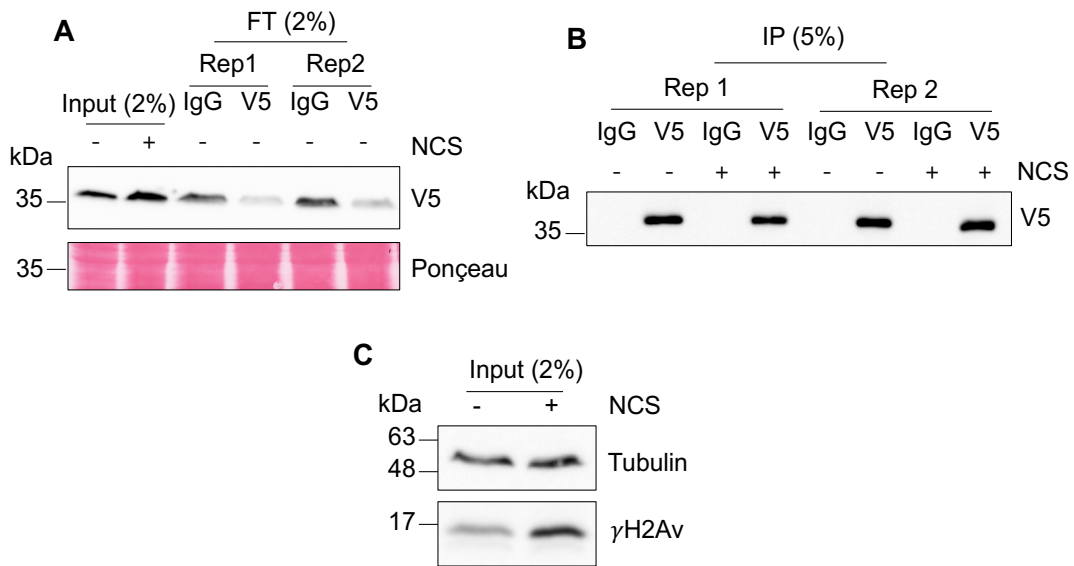 A
FT (2%)
Rep1 Rep2
Input (2%) IgG V5 IgG V5
- + - - - - NCS
kDa
35 V5
35 Ponçeau
B
IP (5%)
Rep 1 Rep 2
IgG V5 IgG V5 IgG V5 IgG V5
- - + + - - + + NCS
kDa
35 V5
C
Input (2%)
kDa - + NCS
63
48 Tubulin
17 γH2Av